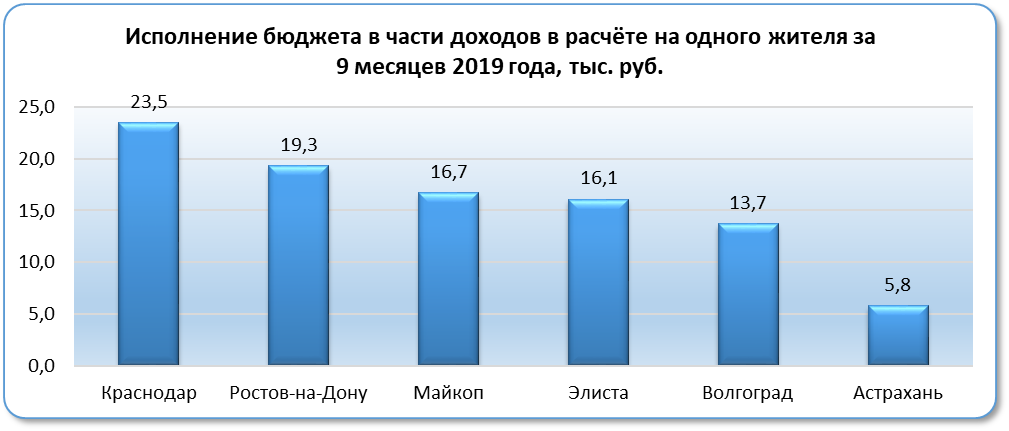 Исполнение бюджета в части доходов в расчёте на одного жителя за
9 месяцев 2019 года, тыс. руб.
25,0
20,0
15,0
10,0
5,0
0,0
23,5
19,3
16,7
16,1
13,7
5,8
Краснодар
Ростов-на-Дону
Майкоп
Элиста
Волгоград
Астрахань